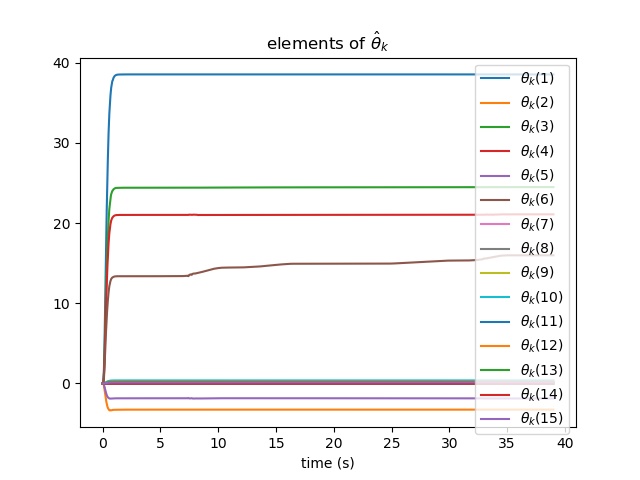 elements of θ̂ₖ
40
30
20
10
0
0 5 10 15 20 25 30 35 40
time (s)
θₖ(1)
θₖ(2)
θₖ(3)
θₖ(4)
θₖ(5)
θₖ(6)
θₖ(7)
θₖ(8)
θₖ(9)
θₖ(10)
θₖ(11)
θₖ(12)
θₖ(13)
θₖ(14)
θₖ(15)